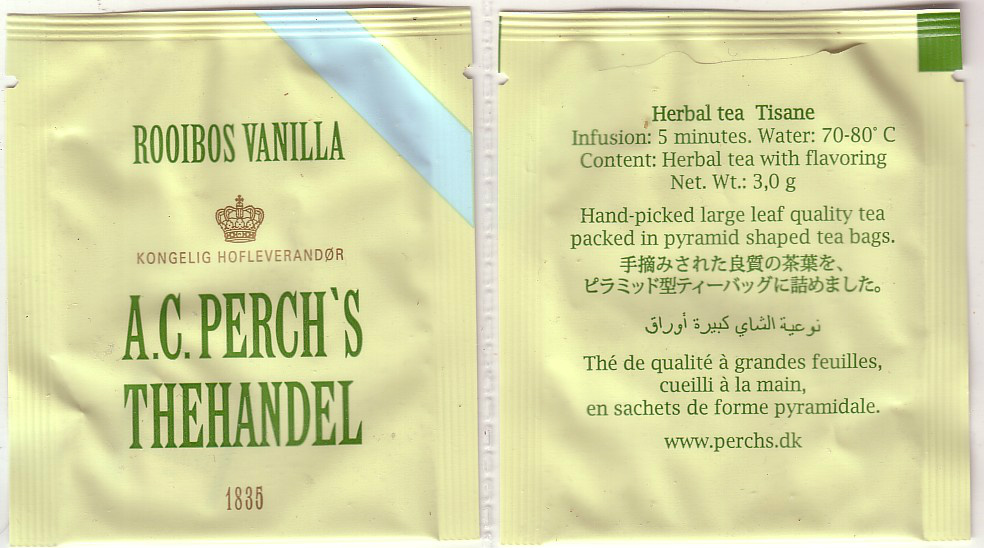 ROOIBOS VANILLA
KONGELIG HOFLEVERANDØR
A.C. PERCH`S
THEHANDEL
1835
Herbal tea Tisane
Infusion: 5 minutes. Water: 70-80° C
Content: Herbal tea with flavoring
Net. Wt.: 3,0 g
Hand-picked large leaf quality tea
packed in pyramid shaped tea bags.
手摘みされた良質の茶葉を、
ピラミッド型ティーバッグに詰めました。
نوعية الشاي كبيرة أوراق
Thé de qualité à grandes feuilles,
cueilli à la main,
en sachets de forme pyramidale.
www.perchs.dk